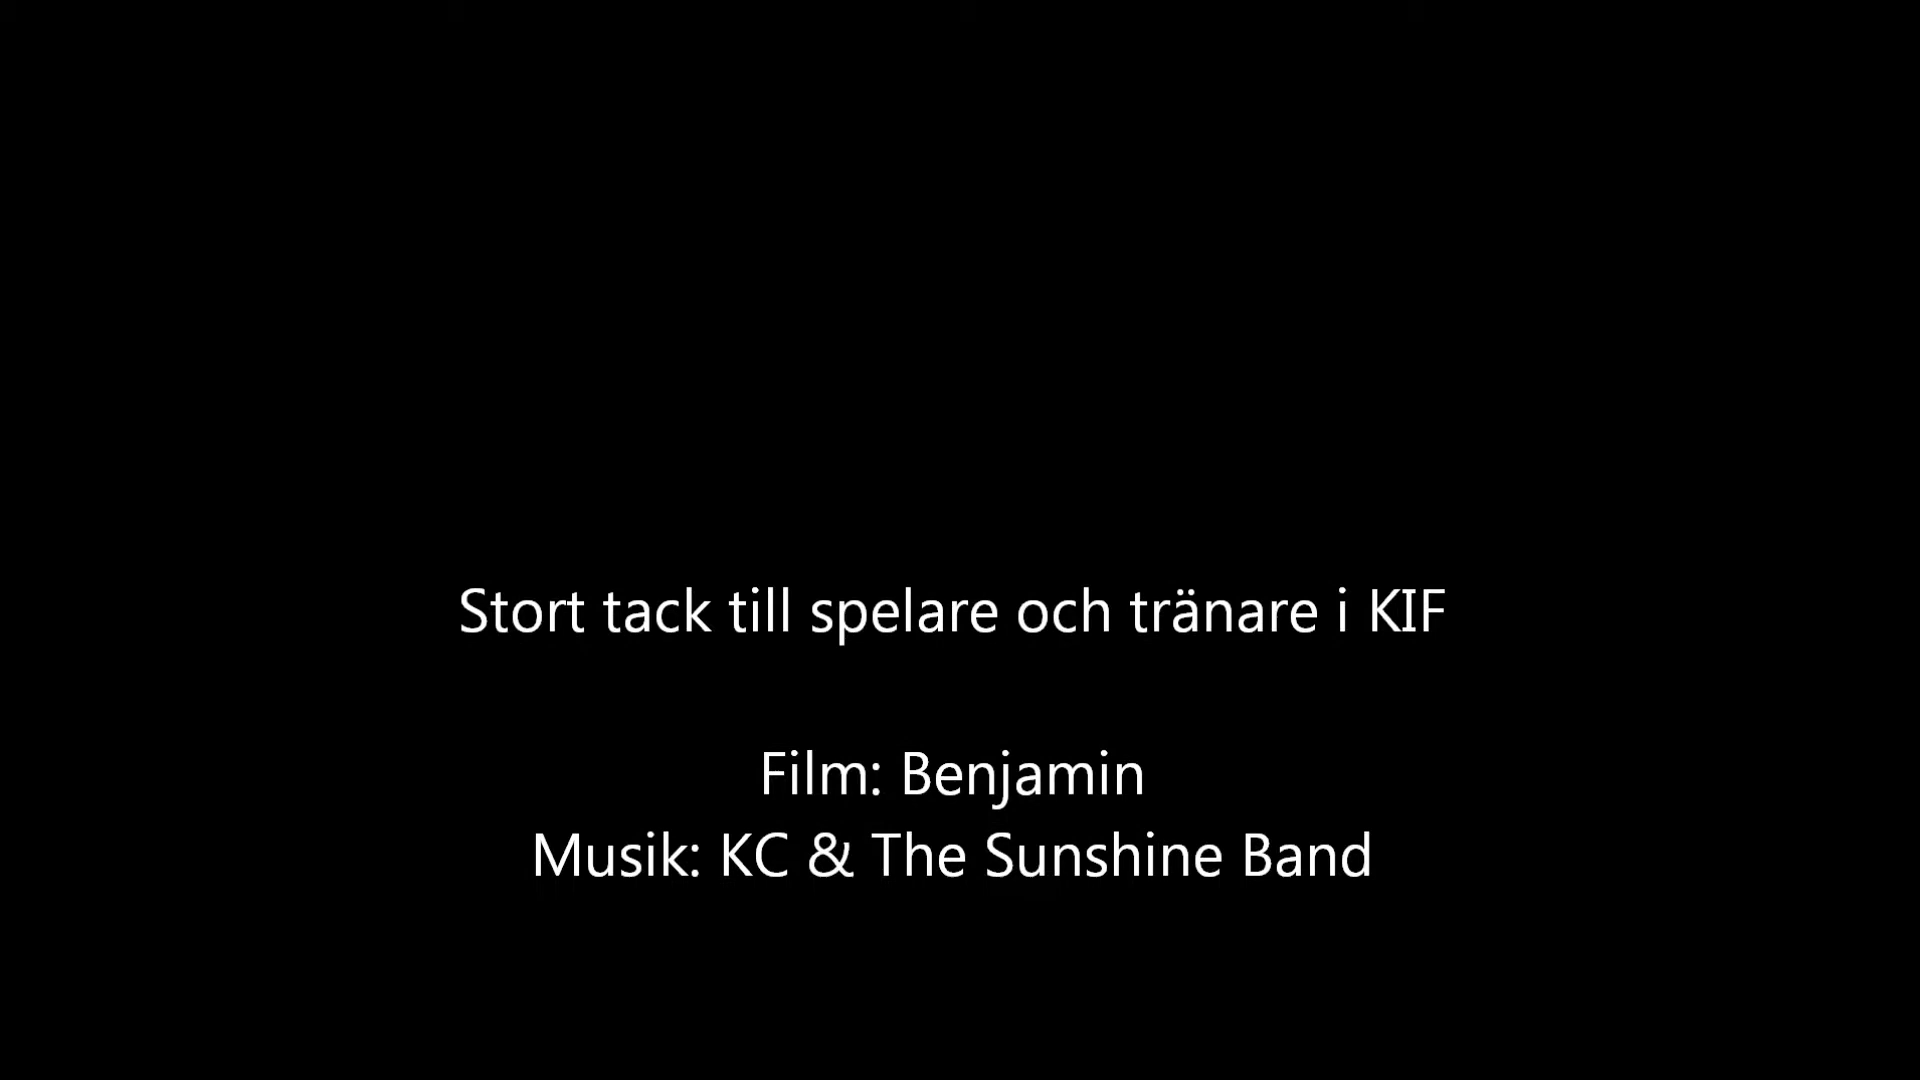 Stort tack till spelare och tränare i KIF
Film: Benjamin
Musik: KC & The Sunshine Band